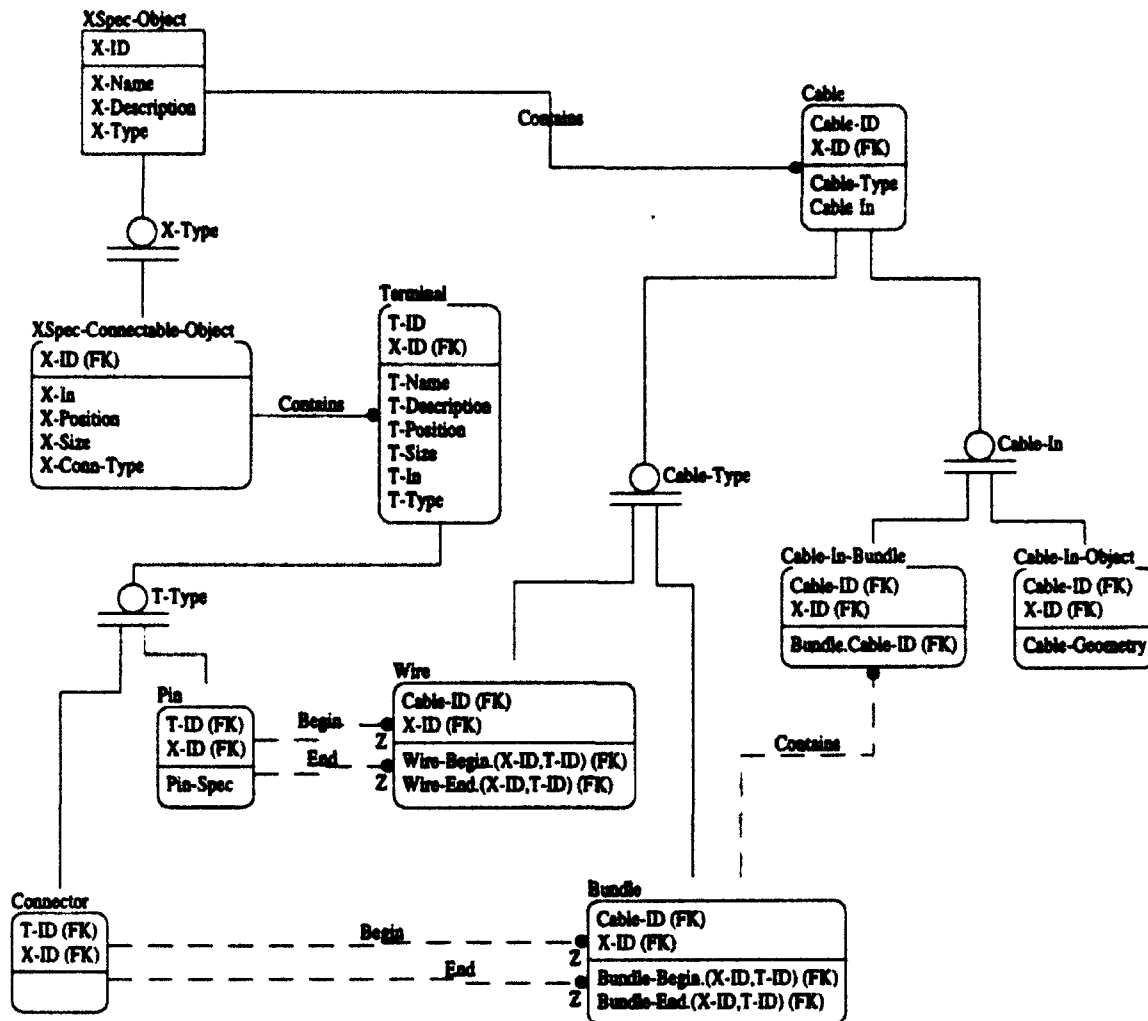 XSpec-Object
X-ID
X-Name
X-Description
X-Type
Contains
Cable
Cable-ID
X-ID (FK)
Cable-Type
Cable In
X-Type
XSpec-Connectable-Object
X-ID (FK)
X-In
X-Position
X-Size
X-Conn-Type
Contains
Terminal
T-ID
X-ID (FK)
T-Name
T-Description
T-Position
T-Size
T-In
T-Type
Cable-Type
Cable-In
T-Type
Cable-In-Bundle
Cable-ID (FK)
X-ID (FK)
Bundle.Cable-ID (FK)
Cable-In-Object
Cable-ID (FK)
X-ID (FK)
Cable-Geometry
Pin
T-ID (FK)
X-ID (FK)
Pin-Spec
Begin
Z
End
Z
Wire
Cable-ID (FK)
X-ID (FK)
Wire-Begin.(X-ID,T-ID) (FK)
Wire-End.(X-ID,T-ID) (FK)
Contains
Connector
T-ID (FK)
X-ID (FK)
Begin
Z
End
Z
Bundle
Cable-ID (FK)
X-ID (FK)
Bundle-Begin.(X-ID,T-ID) (FK)
Bundle-End.(X-ID,T-ID) (FK)